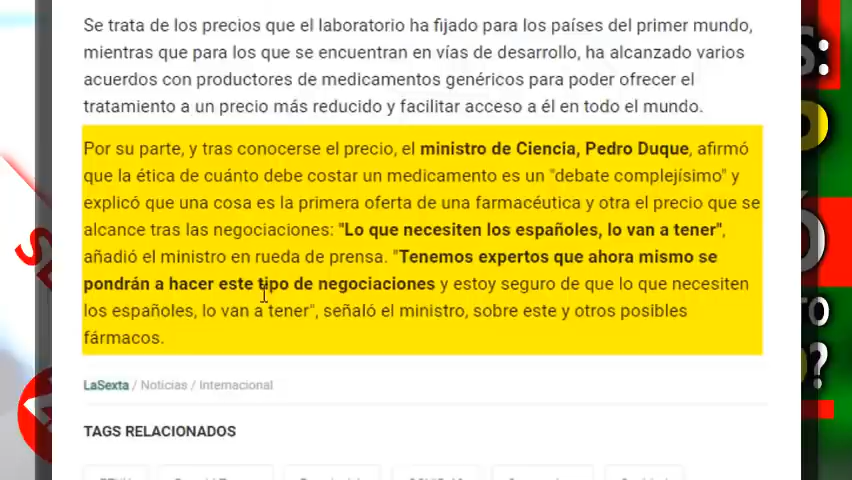 Se trata de los precios que el laboratorio ha fijado para los países del primer mundo,
mientras que para los que se encuentran en vías de desarrollo, ha alcanzado varios
acuerdos con productores de medicamentos genéricos para poder ofrecer el
tratamiento a un precio más reducido y facilitar acceso a él en todo el mundo.
Por su parte, y tras conocerse el precio, el ministro de Ciencia, Pedro Duque, afirmó
que la ética de cuánto debe costar un medicamento es un "debate complejísimo" y
explicó que una cosa es la primera oferta de una farmacéutica y otra el precio que se
alcance tras las negociaciones: "Lo que necesiten los españoles, lo van a tener",
añadió el ministro en rueda de prensa. "Tenemos expertos que ahora mismo se
pondrán a hacer este tipo de negociaciones y estoy seguro de que lo que necesiten
los españoles, lo van a tener", señaló el ministro, sobre este y otros posibles
fármacos.
LaSexta / Noticias / Internacional
TAGS RELACIONADOS